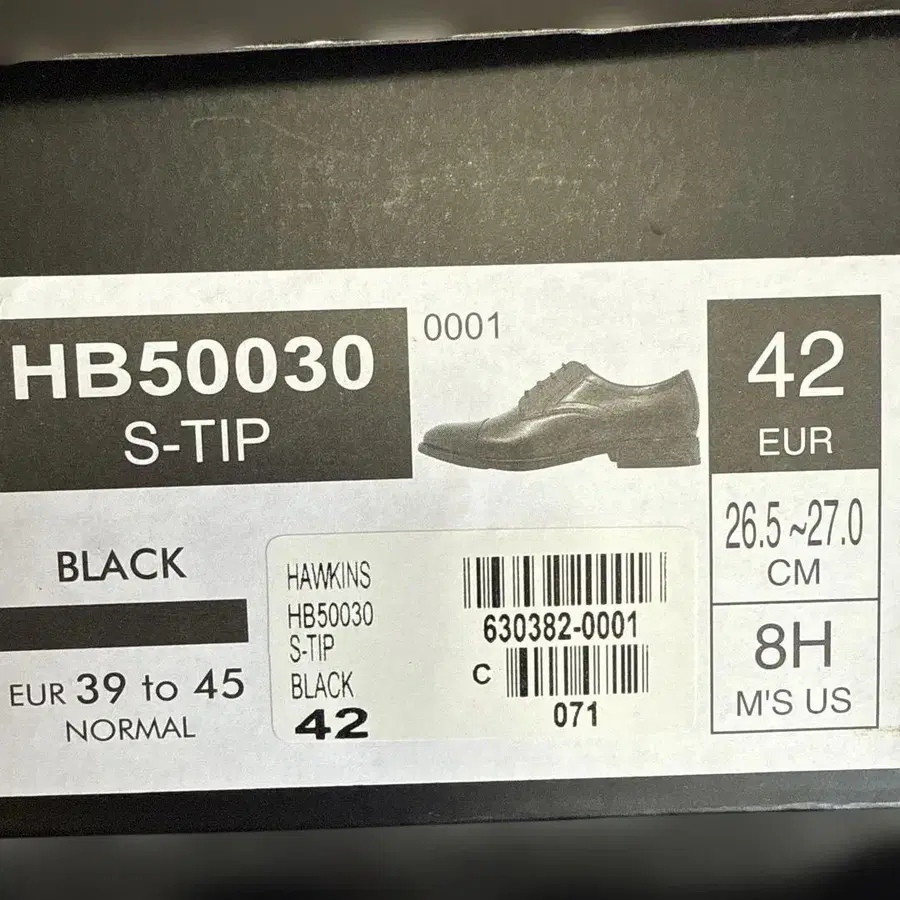 HB50030
S-TIP
0001
42
EUR
26.5~27.0
CM
8H
M'S US
BLACK
EUR 39 to 45
NORMAL
HAWKINS
HB50030
S-TIP
BLACK
42
630382-0001
C
071